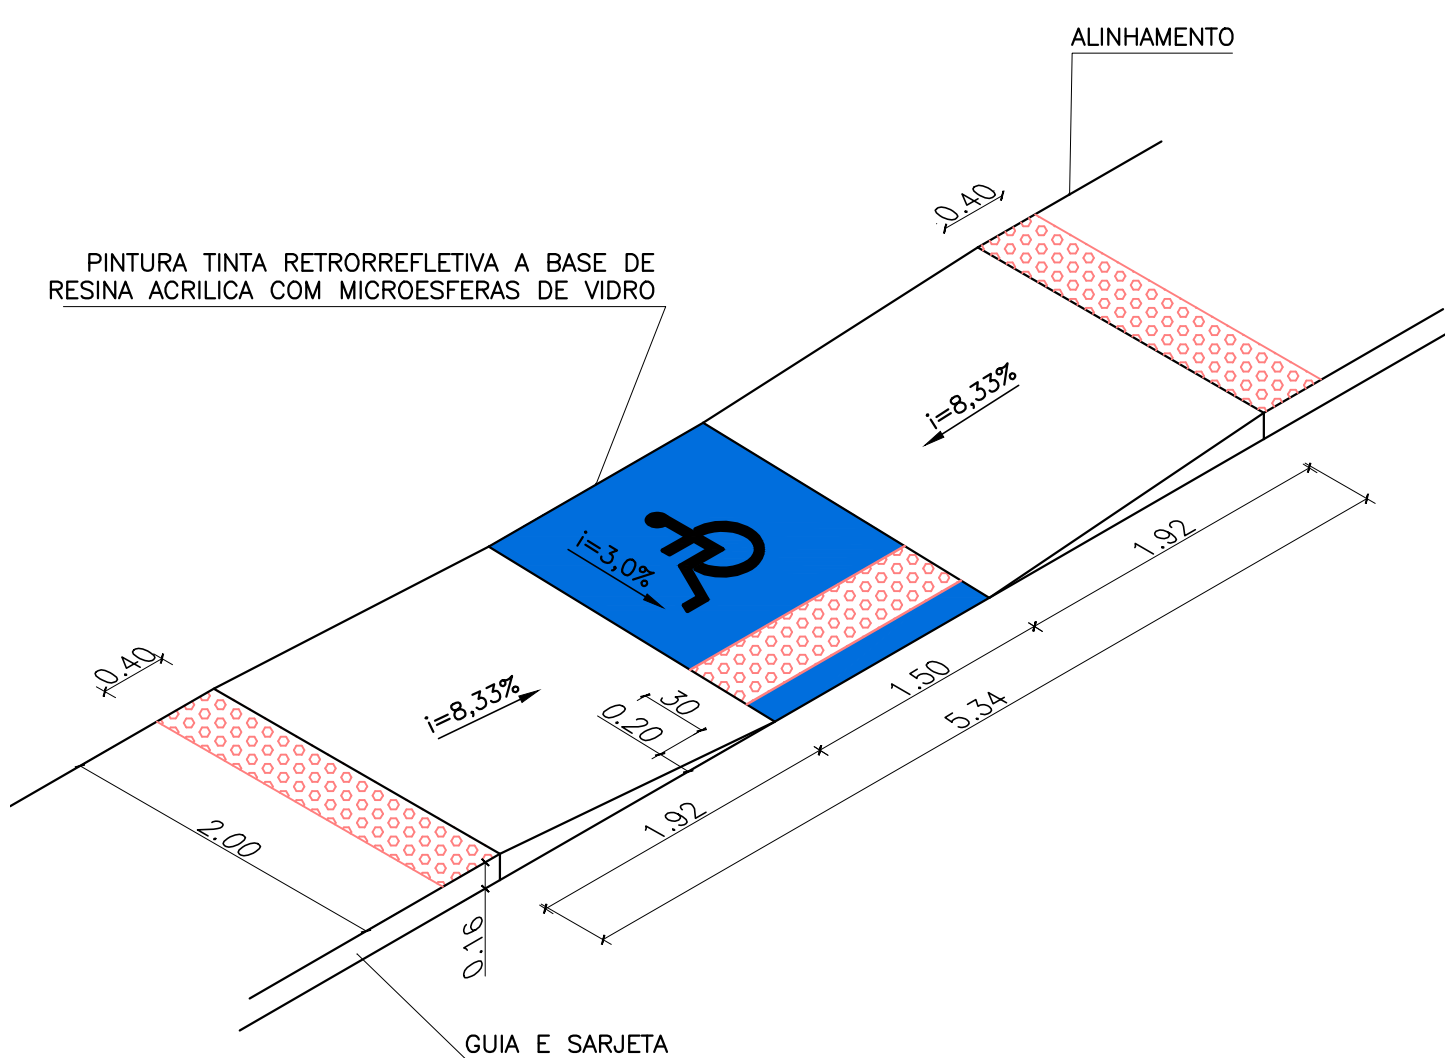 ALINHAMENTO
0.40
PINTURA TINTA RETRORREFLETIVA A BASE DE
RESINA ACRILICA COM MICROESFERAS DE VIDRO
i=8,33%
i=3,0%
1.92
0.40
i=8,33%
.30
0.20
1.50
5.34
1.92
2.00
0.16
GUIA E SARJETA